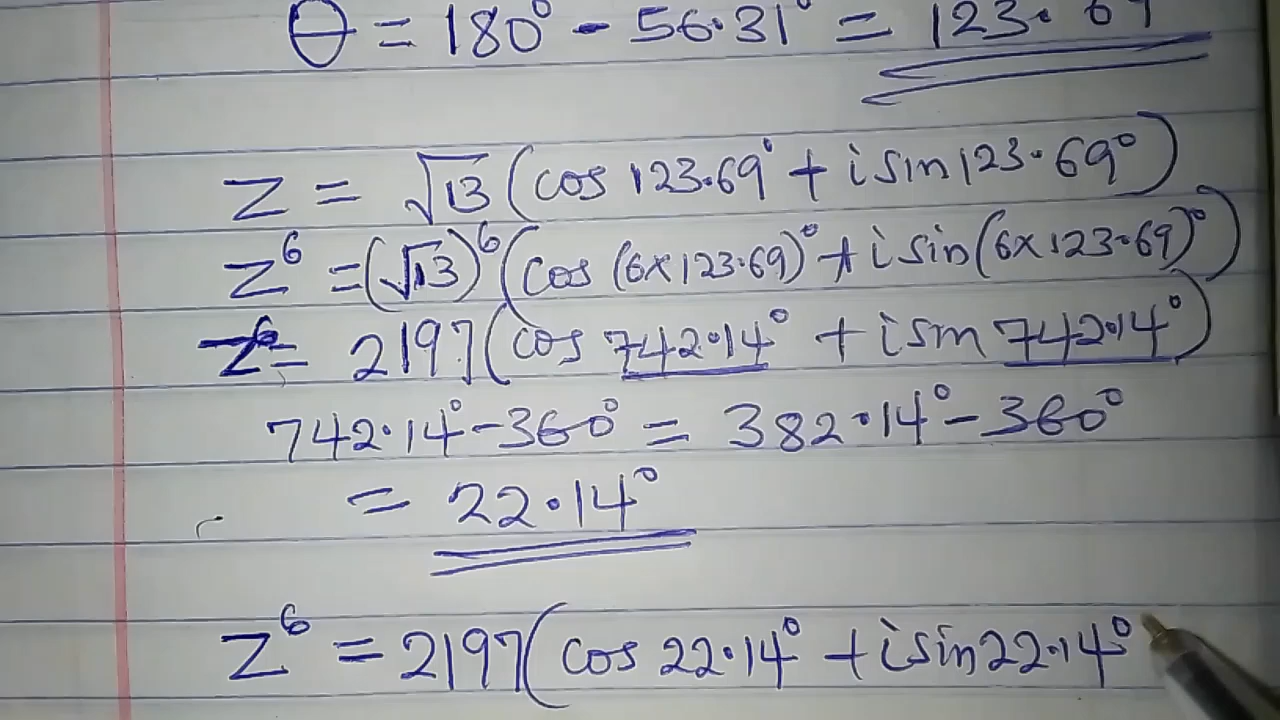 θ = 180° - 56.31° = 123.69
Z = √13 (cos 123.69° + i sin 123.69°)
Z⁶ = (√13)⁶ (cos (6×123.69)° + i sin (6×123.69)°)
Z⁶ = 2197 (cos 742.14° + i sin 742.14°)
742.14° - 360° = 382.14° - 360°
= 22.14°
Z⁶ = 2197 (cos 22.14° + i sin 22.14°